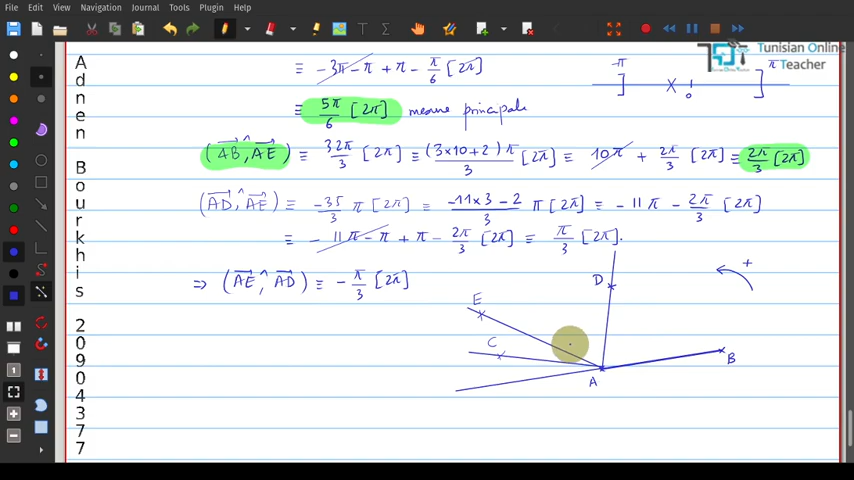 File Edit View Navigation Journal Tools Options Help
Tunisian Online
Teacher
Adnen Bourkhis 20904377
≡ -3π - π + π - π/6 [2π]
-π
π
] X ! 0 ]
≡ 5π/6 [2π] mesure principale
(AB, AE) ≡ 32π/3 [2π] ≡ (3×10+2)π/3 [2π] ≡ 10π + 2π/3 [2π] ≡ 2π/3 [2π]
(AD, AE) ≡ -35/3 π [2π] ≡ -11×3-2/3 π [2π] ≡ -11π - 2π/3 [2π]
≡ -11π - π + π - 2π/3 [2π] ≡ π/3 [2π].
⇒ (AE, AD) ≡ -π/3 [2π]
+
D
E
C
B
A
1